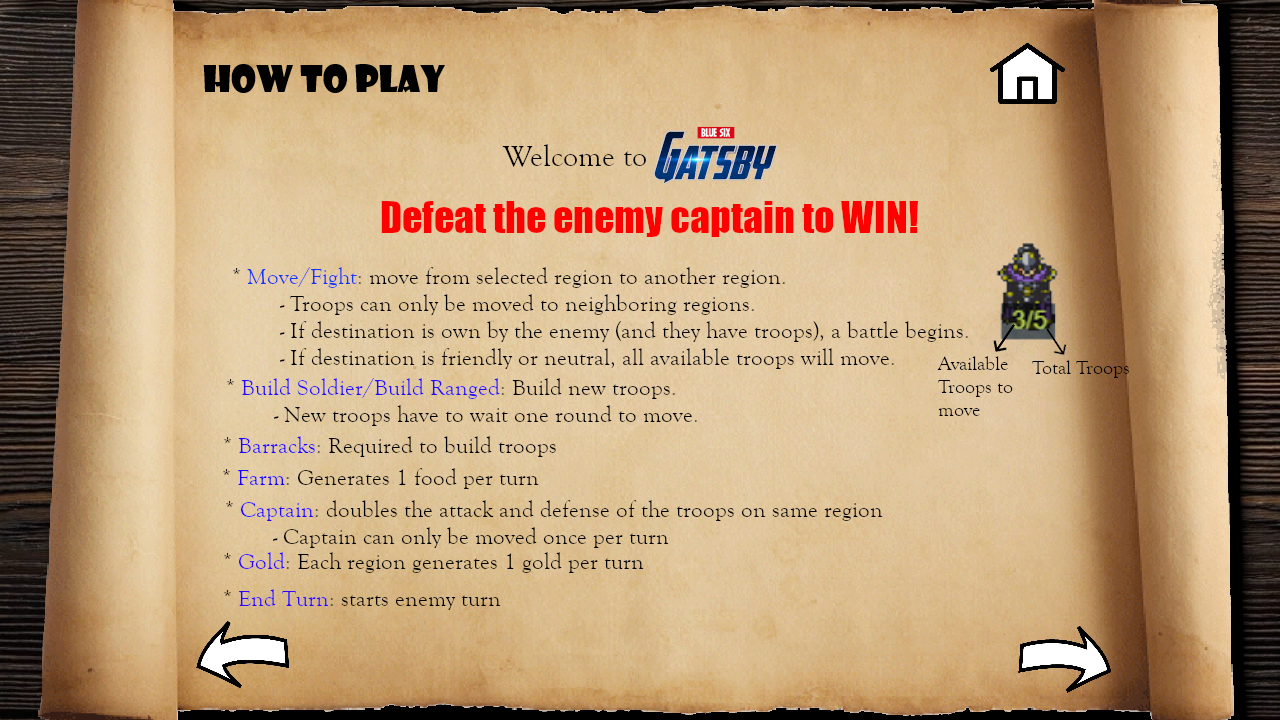 HOW TO PLAY
Welcome to BLUE SIX GATSBY
Defeat the enemy captain to WIN!
* Move/Fight: move from selected region to another region.
- Troops can only be moved to neighboring regions.
- If destination is own by the enemy (and they have troops), a battle begins.
- If destination is friendly or neutral, all available troops will move.
3/5
Available
Troops to
move
Total Troops
* Build Soldier/Build Ranged: Build new troops.
- New troops have to wait one round to move.
* Barracks: Required to build troops
* Farm: Generates 1 food per turn
* Captain: doubles the attack and defense of the troops on same region
- Captain can only be moved once per turn
* Gold: Each region generates 1 gold per turn
* End Turn: starts enemy turn